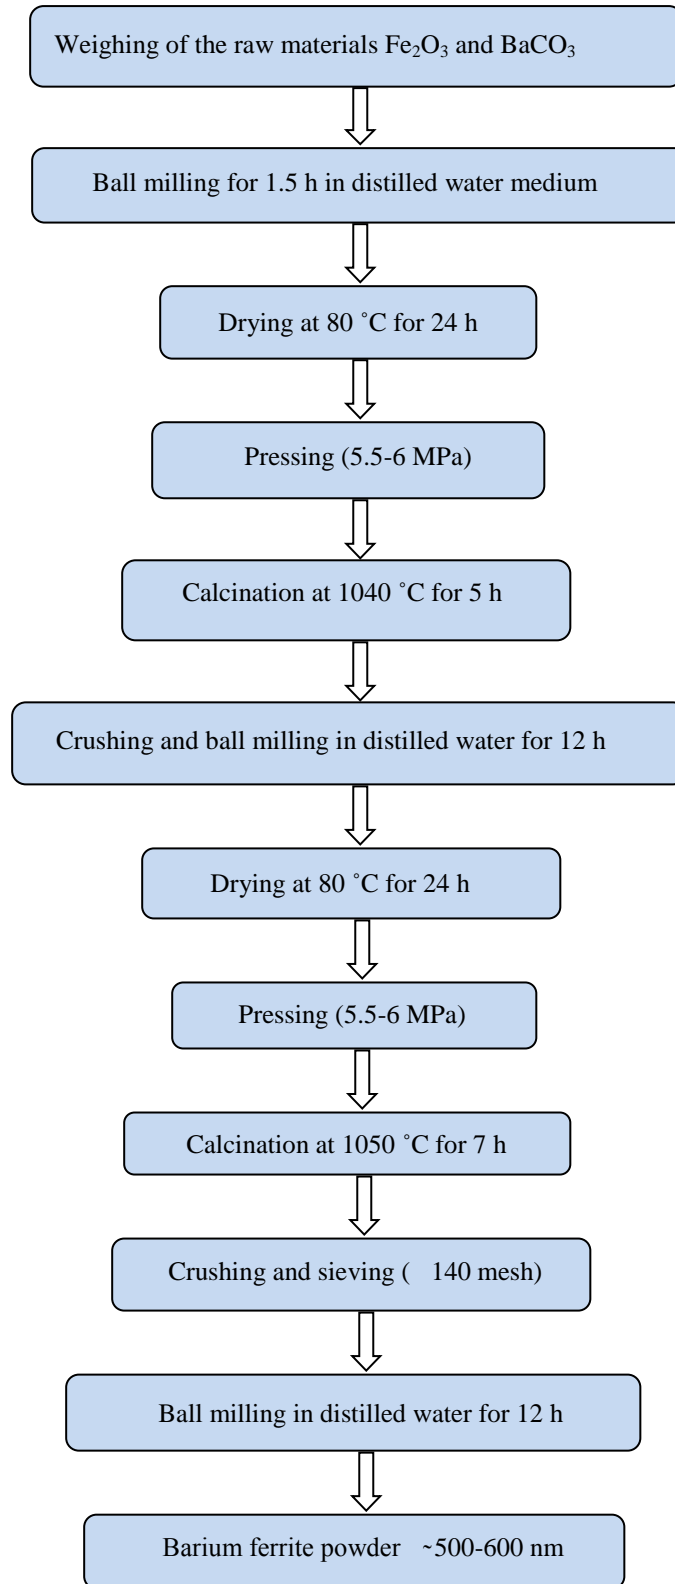 Weighing of the raw materials Fe₂O₃ and BaCO₃
Ball milling for 1.5 h in distilled water medium
Drying at 80 ˚C for 24 h
Pressing (5.5-6 MPa)
Calcination at 1040 ˚C for 5 h
Crushing and ball milling in distilled water for 12 h
Drying at 80 ˚C for 24 h
Pressing (5.5-6 MPa)
Calcination at 1050 ˚C for 7 h
Crushing and sieving ( 140 mesh)
Ball milling in distilled water for 12 h
Barium ferrite powder ~500-600 nm